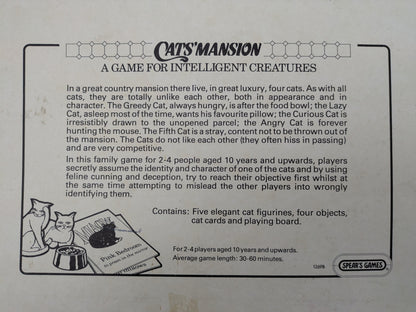 CATS' MANSION
A GAME FOR INTELLIGENT CREATURES
In a great country mansion there live, in great luxury, four cats. As with all
cats, they are totally unlike each other, both in appearance and in
character. The Greedy Cat, always hungry, is after the food bowl; the Lazy
Cat, asleep most of the time, wants his favourite pillow; the Curious Cat is
irresistibly drawn to the unopened parcel; the Angry Cat is forever
hunting the mouse. The Fifth Cat is a stray, content not to be thrown out of
the mansion. The Cats do not like each other (they often hiss in passing)
and are very competitive.
In this family game for 2-4 people aged 10 years and upwards, players
secretly assume the identity and character of one of the cats and by using
feline cunning and deception, try to reach their objective first whilst at
the same time attempting to mislead the other players into wrongly
identifying them.
Contains: Five elegant cat figurines, four objects,
cat cards and playing board.
Pink Bedroom
For 2-4 players aged 10 years and upwards.
Average game length: 30-60 minutes.
SPEAR'S GAMES